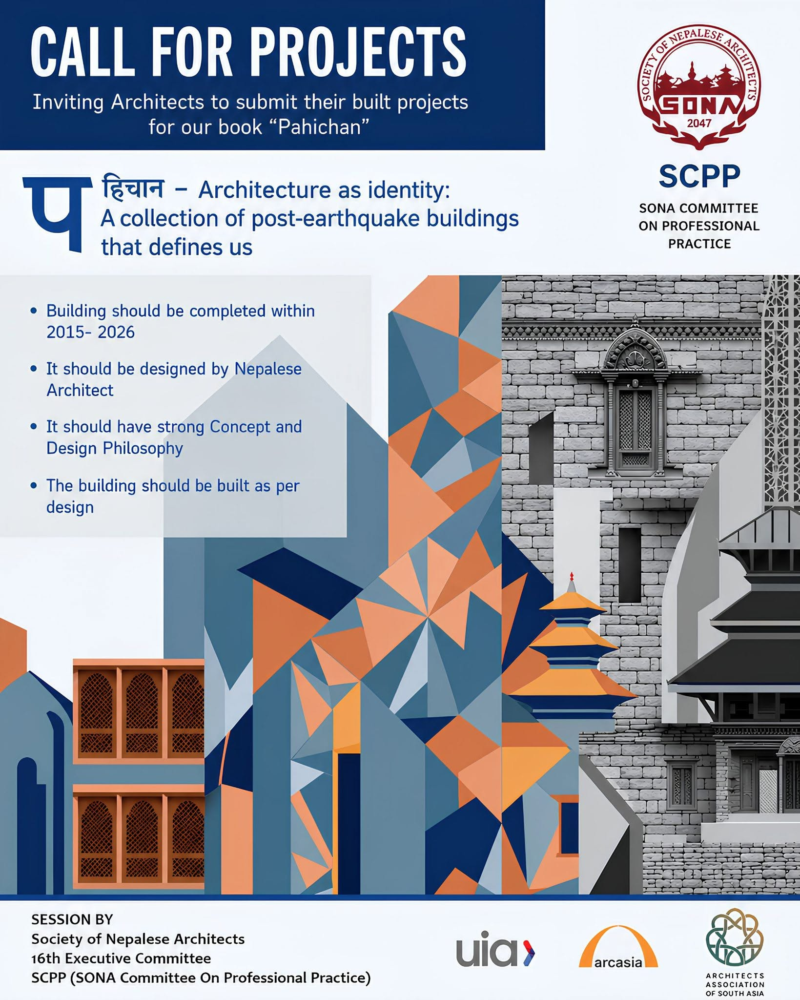 CALL FOR PROJECTS
Inviting Architects to submit their built projects
for our book “Pahichan”
SOCIETY OF NEPALESE ARCHITECTS
SONA
2047
SCPP
SONA COMMITTEE
ON PROFESSIONAL
PRACTICE
पहिचान – Architecture as identity:
A collection of post-earthquake buildings
that defines us
• Building should be completed within
2015- 2026
• It should be designed by Nepalese
Architect
• It should have strong Concept and
Design Philosophy
• The building should be built as per
design
SESSION BY
Society of Nepalese Architects
16th Executive Committee
SCPP (SONA Committee On Professional Practice)
uia
arcasia
ARCHITECTS
ASSOCIATION
OF SOUTH ASIA